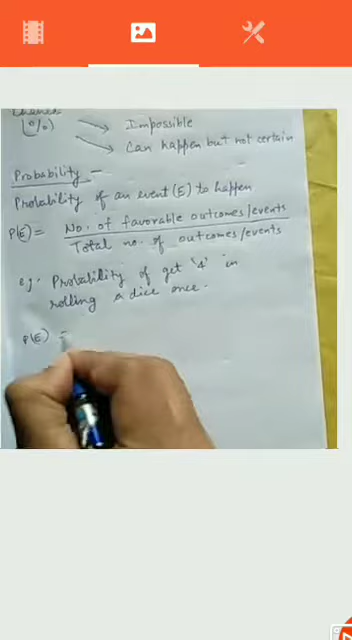 Chance
(%) Impossible
Can happen but not certain
Probability -
Probability of an event (E) to happen
P(E) = No. of favorable outcomes/events
Total no. of outcomes/events
e.g. Probability of get '4' in
rolling a dice once.
P(E) =